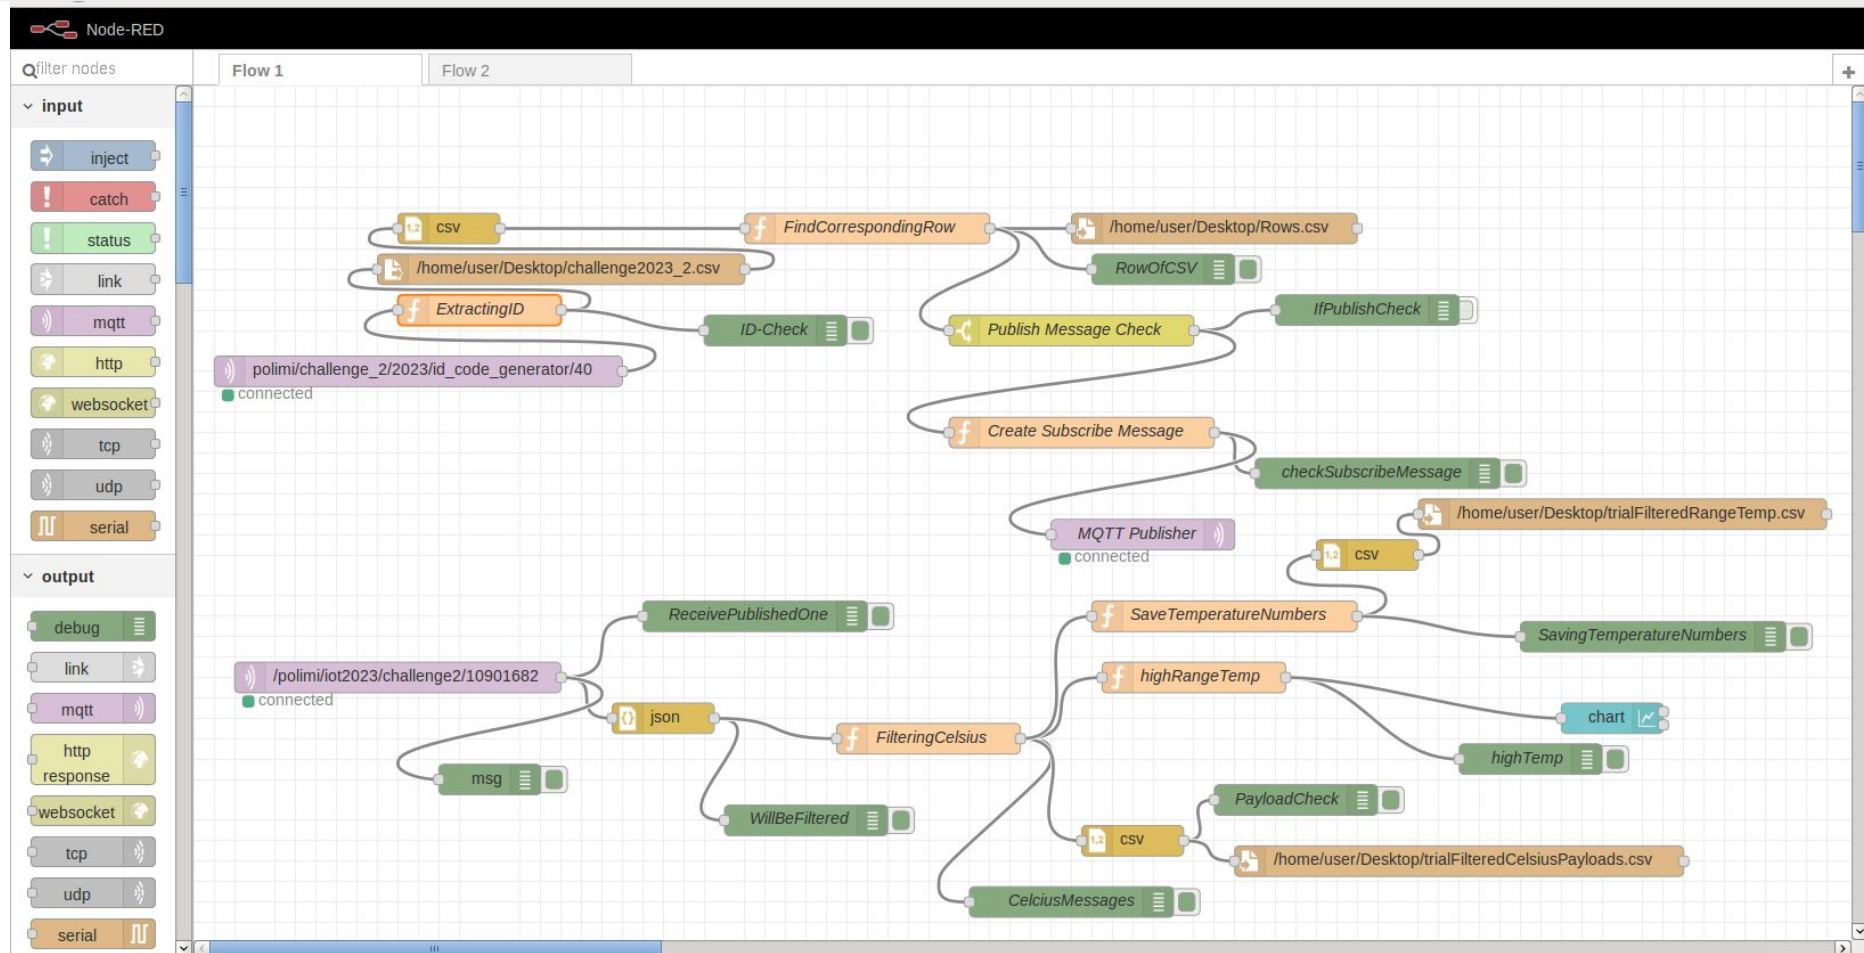 Node-RED
filter nodes
Flow 1
Flow 2
input
inject
catch
status
link
mqtt
http
websocket
tcp
udp
serial
output
debug
link
mqtt
http
response
websocket
tcp
udp
serial
csv
FindCorrespondingRow
/home/user/Desktop/Rows.csv
/home/user/Desktop/challenge2023_2.csv
RowOfCSV
ExtractingID
IfPublishCheck
ID-Check
Publish Message Check
polimi/challenge_2/2023/id_code_generator/40
connected
Create Subscribe Message
checkSubscribeMessage
/home/user/Desktop/trialFilteredRangeTemp.csv
MQTT Publisher
connected
csv
ReceivePublishedOne
SaveTemperatureNumbers
SavingTemperatureNumbers
/polimi/iot2023/challenge2/10901682
connected
highRangeTemp
json
chart
FilteringCelsius
highTemp
msg
PayloadCheck
WillBeFiltered
csv
/home/user/Desktop/trialFilteredCelsiusPayloads.csv
CelciusMessages